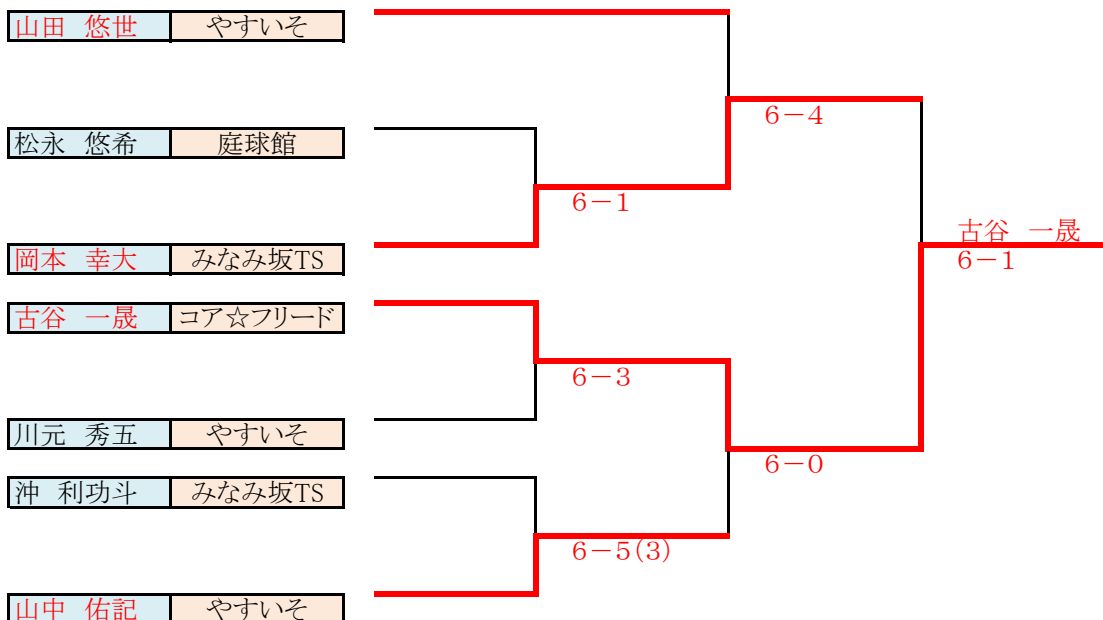 山田 悠世 やすいそ
6-4
松永 悠希 庭球館
6-1
岡本 幸大 みなみ坂TS
古谷 一晟
6-1
古谷 一晟 コア☆フリード
6-3
川元 秀五 やすいそ
6-0
沖 利功斗 みなみ坂TS
6-5(3)
山中 佑記 やすいそ